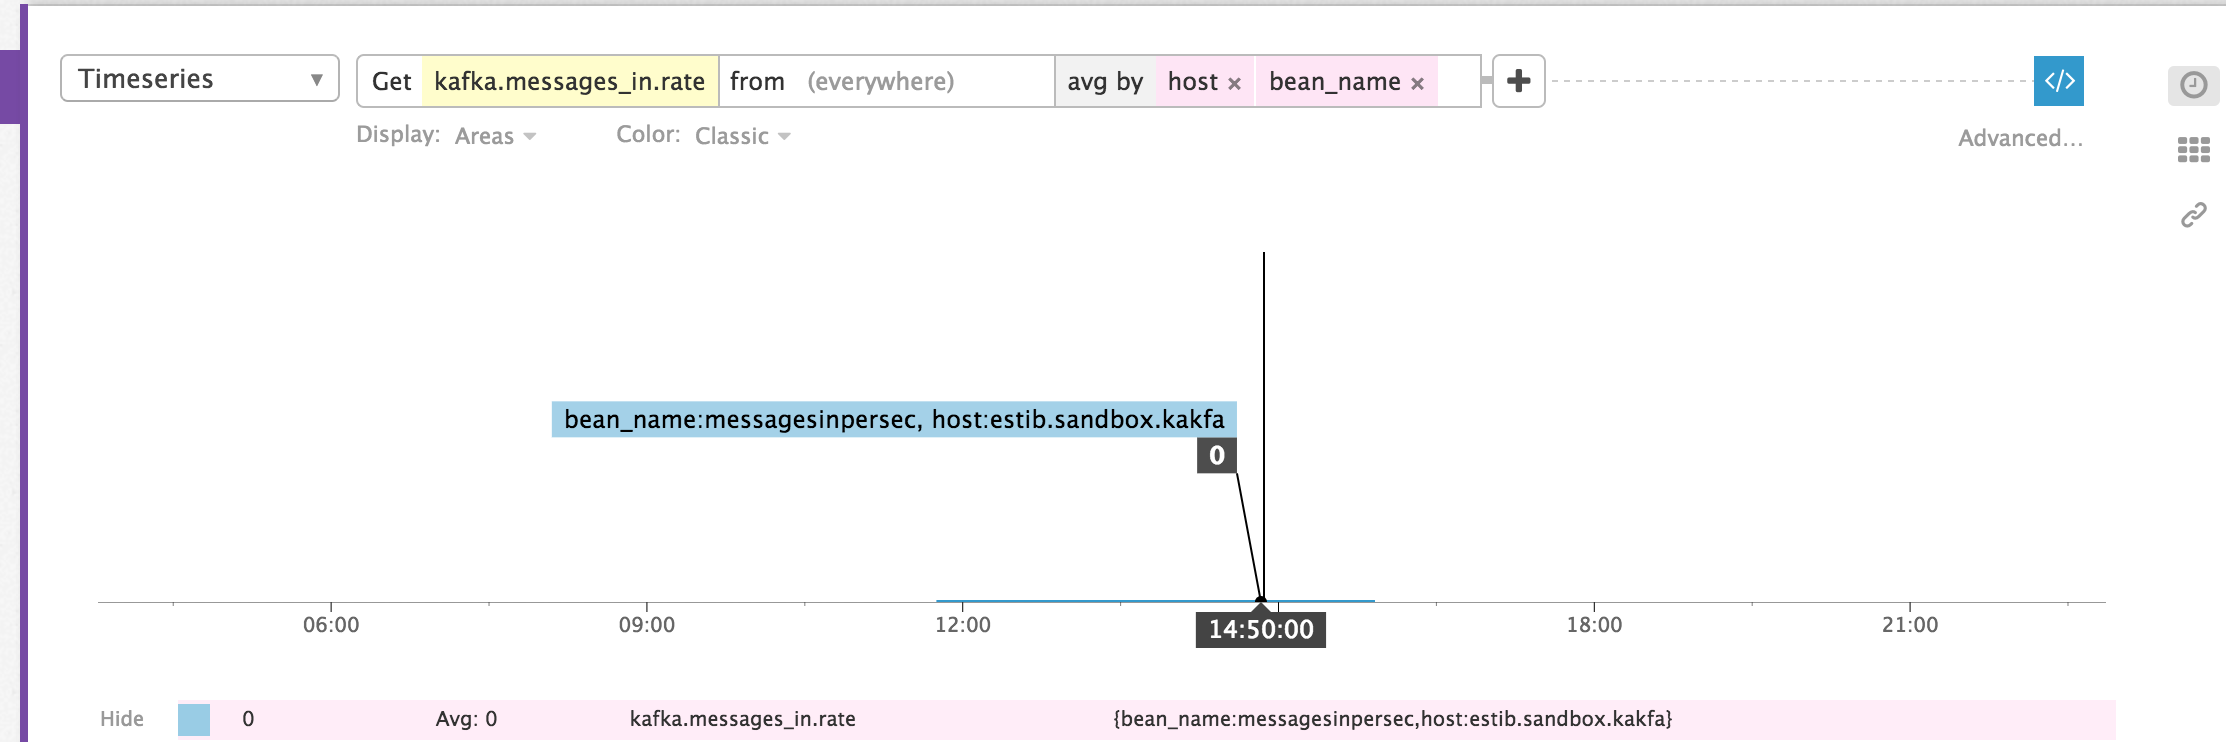 Timeseries ▼ Get kafka.messages_in.rate from (everywhere) avg by host × bean_name × + </>
Display: Areas Color: Classic Advanced...
bean_name:messagesinpersec, host:estib.sandbox.kakfa
0
06:00 09:00 12:00 14:50:00 18:00 21:00
Hide 0 Avg: 0 kafka.messages_in.rate {bean_name:messagesinpersec,host:estib.sandbox.kakfa}